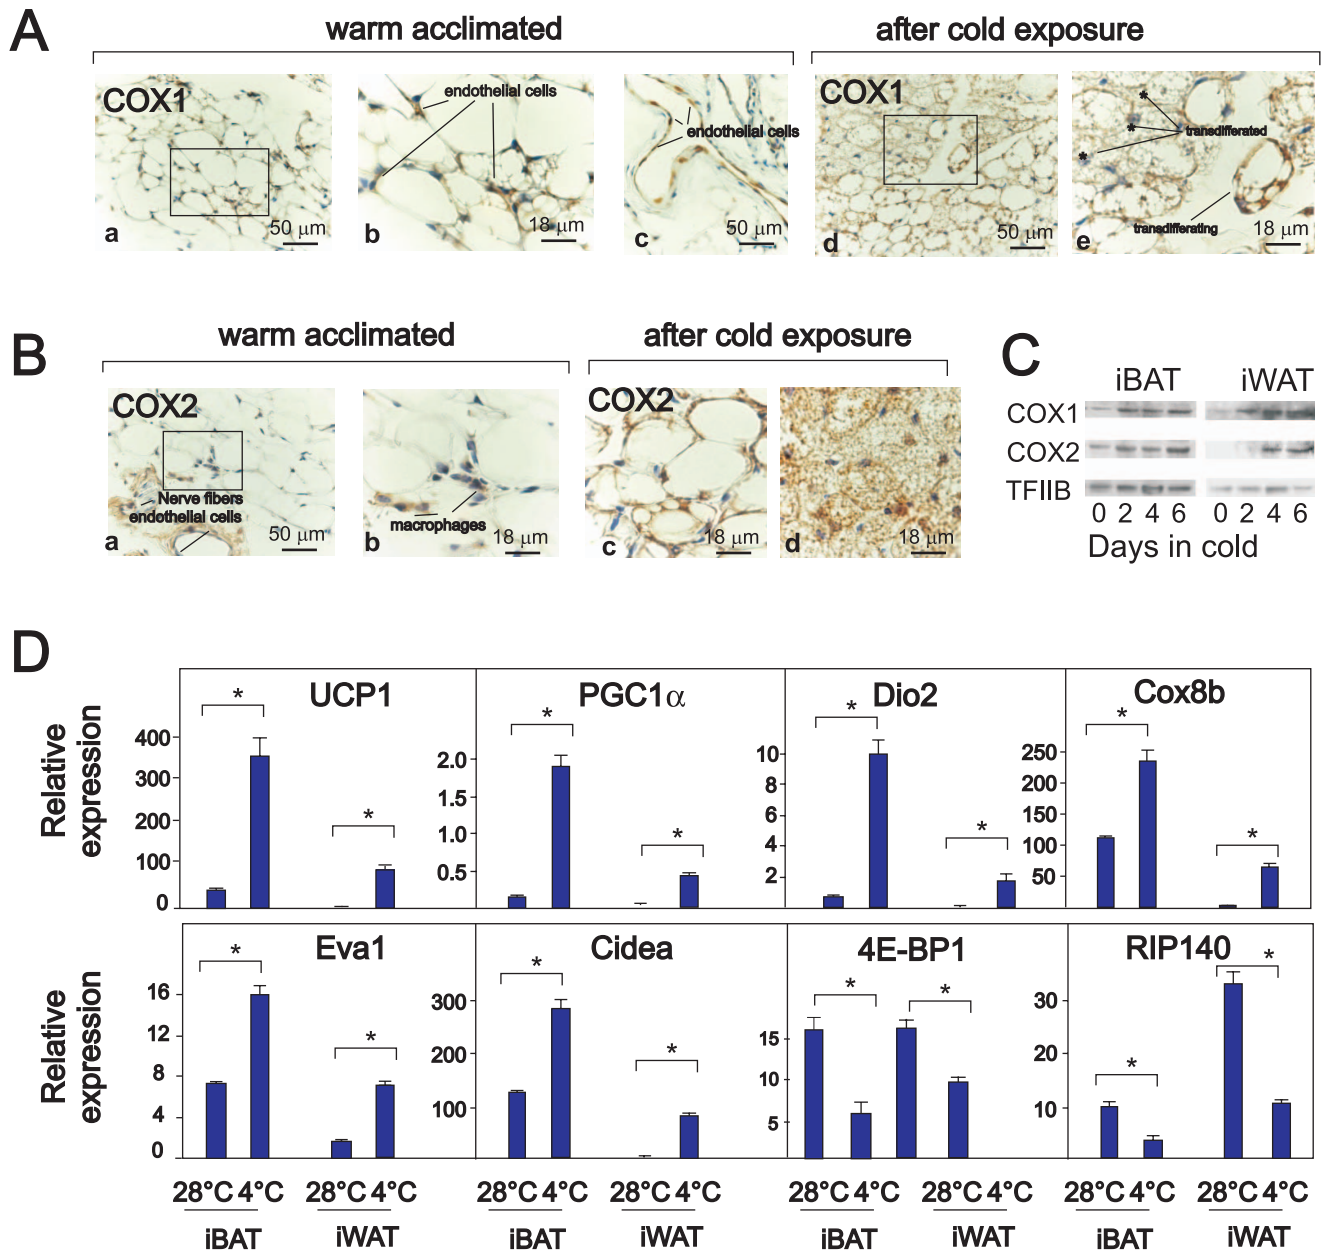 A
warm acclimated
after cold exposure
COX1
endothelial cells
endothelial cells
COX1
*
*
*
transdifferated
transdifferating
50 μm
a
18 μm
b
50 μm
c
50 μm
d
18 μm
e
B
warm acclimated
after cold exposure
COX2
Nerve fibers
endothelial cells
50 μm
a
macrophages
18 μm
b
COX2
18 μm
c
18 μm
d
C
iBAT iWAT
COX1
COX2
TFIIB
0 2 4 6 0 2 4 6
Days in cold
D
Relative
expression
UCP1
400
300
200
100
0
*
*
PGC1α
2.0
1.5
1.0
0.5
*
*
Dio2
10
8
6
4
2
*
*
Cox8b
250
200
150
100
50
*
*
Relative
expression
Eva1
16
12
8
4
0
*
*
Cidea
300
200
100
*
*
4E-BP1
15
10
5
*
*
RIP140
30
20
10
*
*
28°C 4°C 28°C 4°C 28°C 4°C 28°C 4°C 28°C 4°C 28°C 4°C 28°C 4°C 28°C 4°C
iBAT iWAT iBAT iWAT iBAT iWAT iBAT iWAT